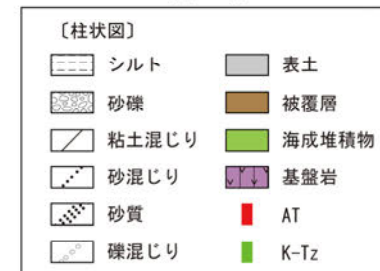 〔柱状図〕
シルト
表土
砂礫
被覆層
粘土混じり
海成堆積物
砂混じり
基盤岩
砂質
AT
礫混じり
K-Tz